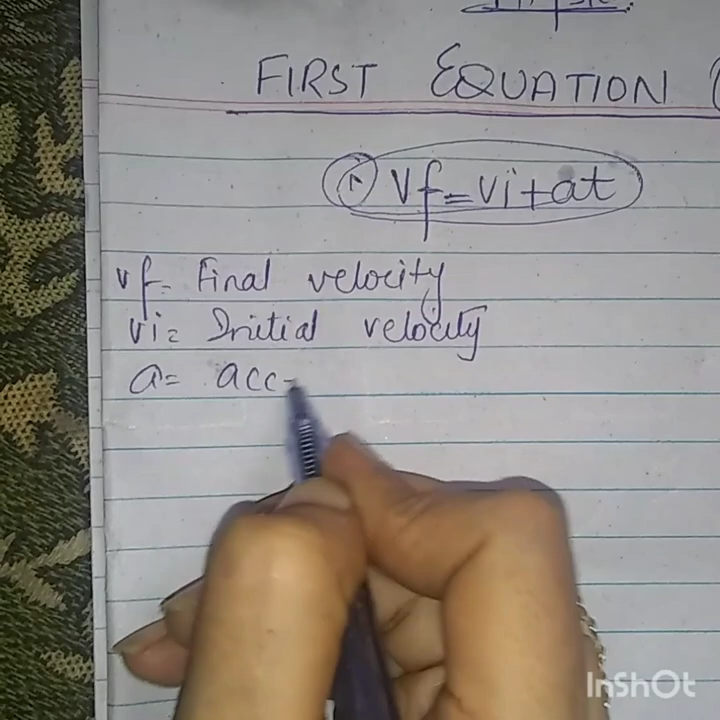 FIRST EQUATION (
1 vf=vi+at
vf= Final velocity
vi= Initial velocity
a= acc
InShOt